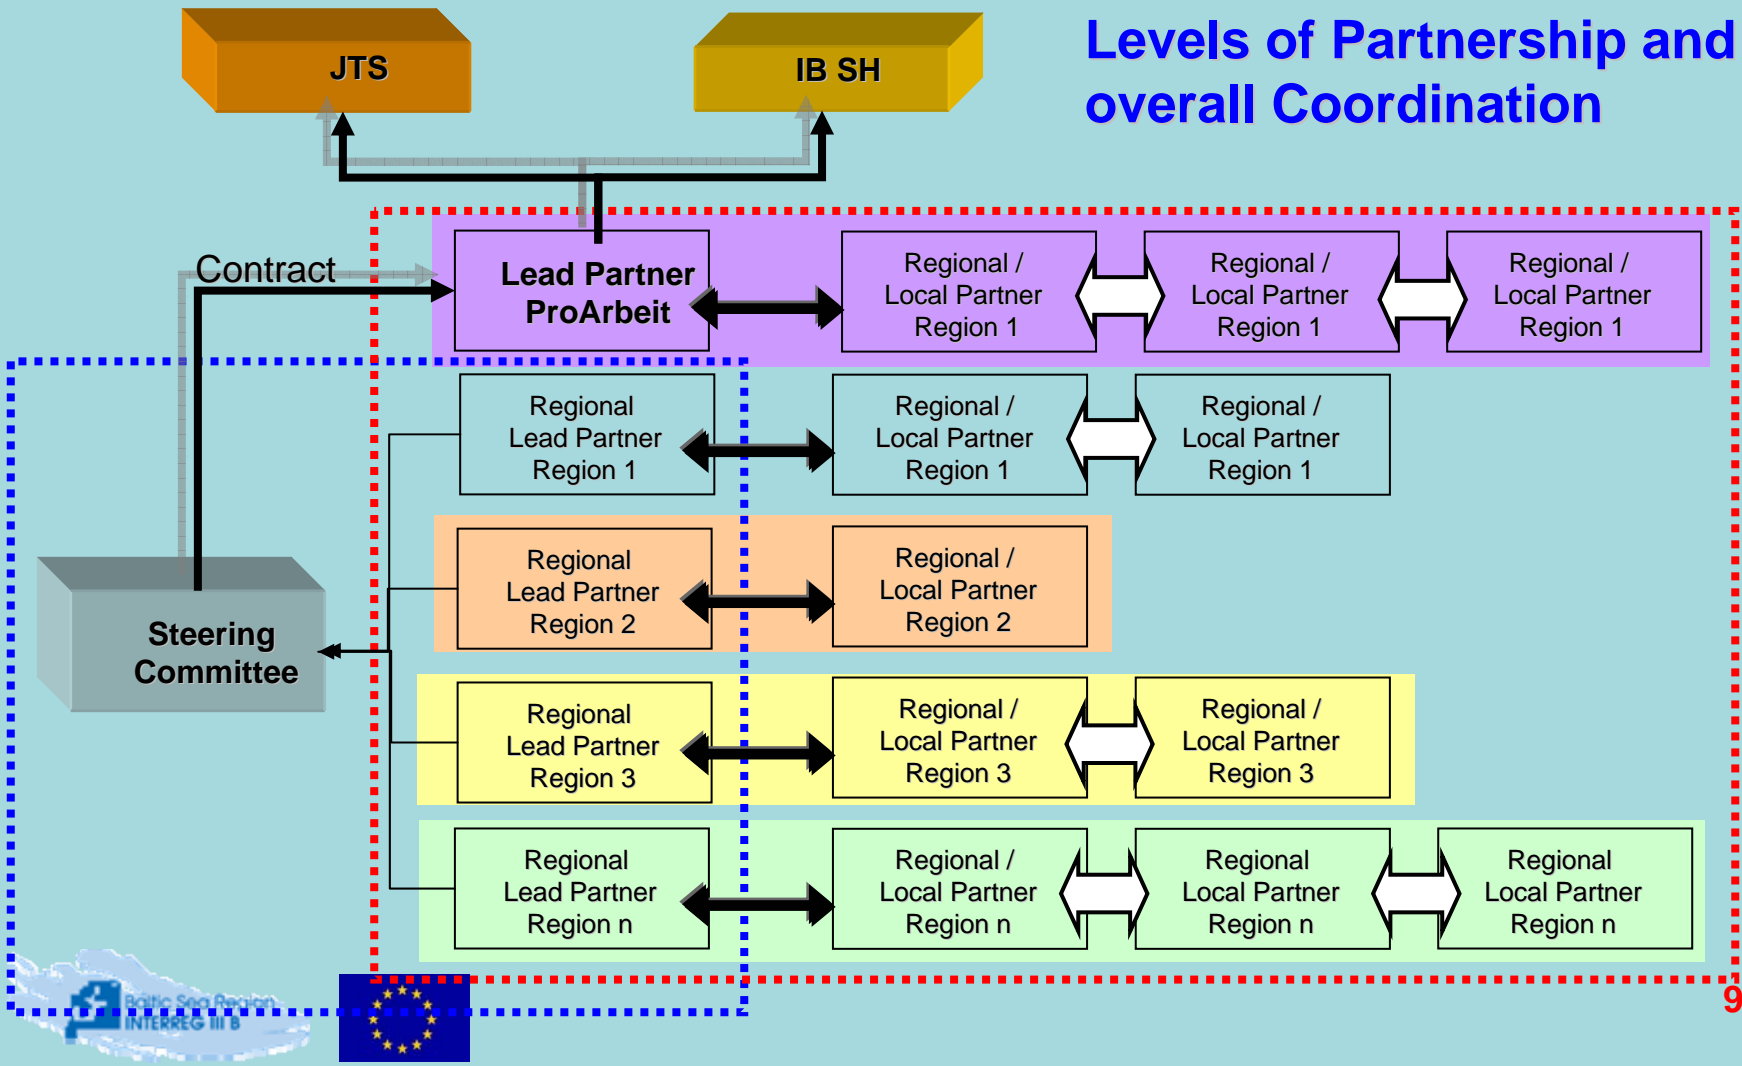 Levels of Partnership and
overall Coordination
JTS
IB SH
Contract
Lead Partner
ProArbeit
Regional /
Local Partner
Region 1
Regional /
Local Partner
Region 1
Regional /
Local Partner
Region 1
Regional
Lead Partner
Region 1
Regional /
Local Partner
Region 1
Regional /
Local Partner
Region 1
Regional
Lead Partner
Region 2
Regional /
Local Partner
Region 2
Steering
Committee
Regional
Lead Partner
Region 3
Regional /
Local Partner
Region 3
Regional /
Local Partner
Region 3
Regional
Lead Partner
Region n
Regional /
Local Partner
Region n
Regional
Local Partner
Region n
Regional
Local Partner
Region n
Baltic Sea Region
INTERREG III B
9